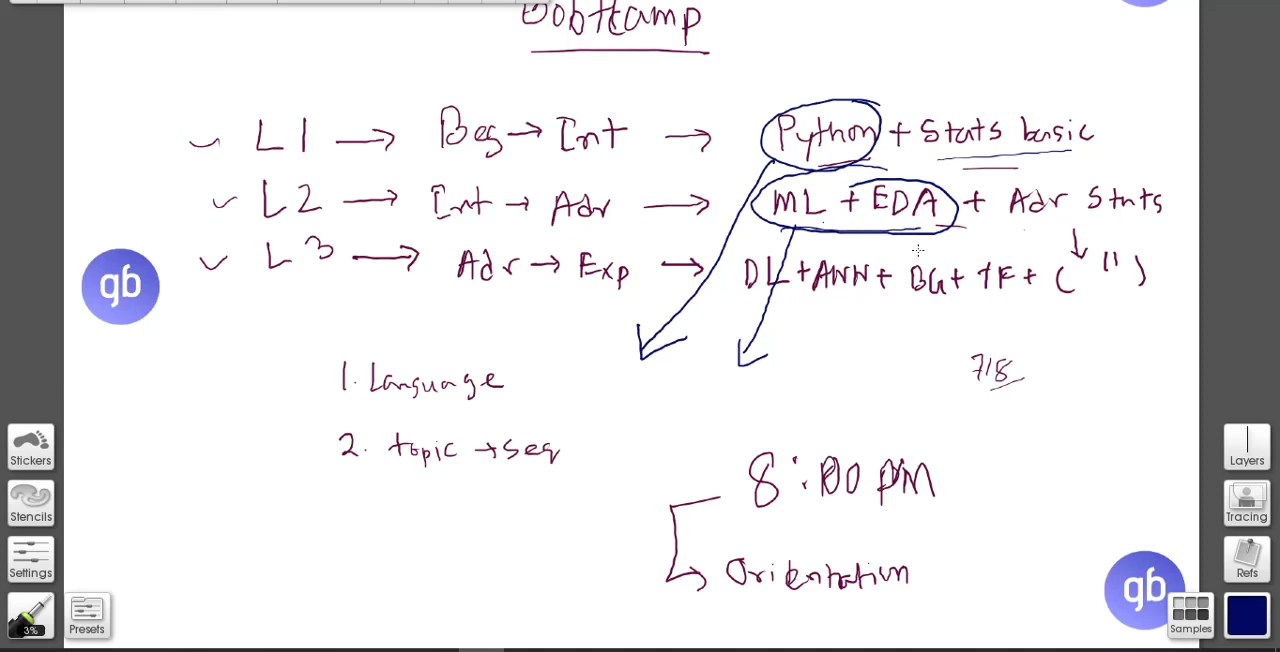 Bootcamp
L1 → Beg → Int → Python + Stats basic
L2 → Int → Adv → ML + EDA + Adv Stats
L3 → Adv → Exp → DL + ANN + BG + TF + ( " )
gb
1. Language
7/8
2. topic → Seq
8:00 PM
Orientation
gb
Stickers
Stencils
Settings
3%
Presets
Layers
Tracing
Refs
Samples